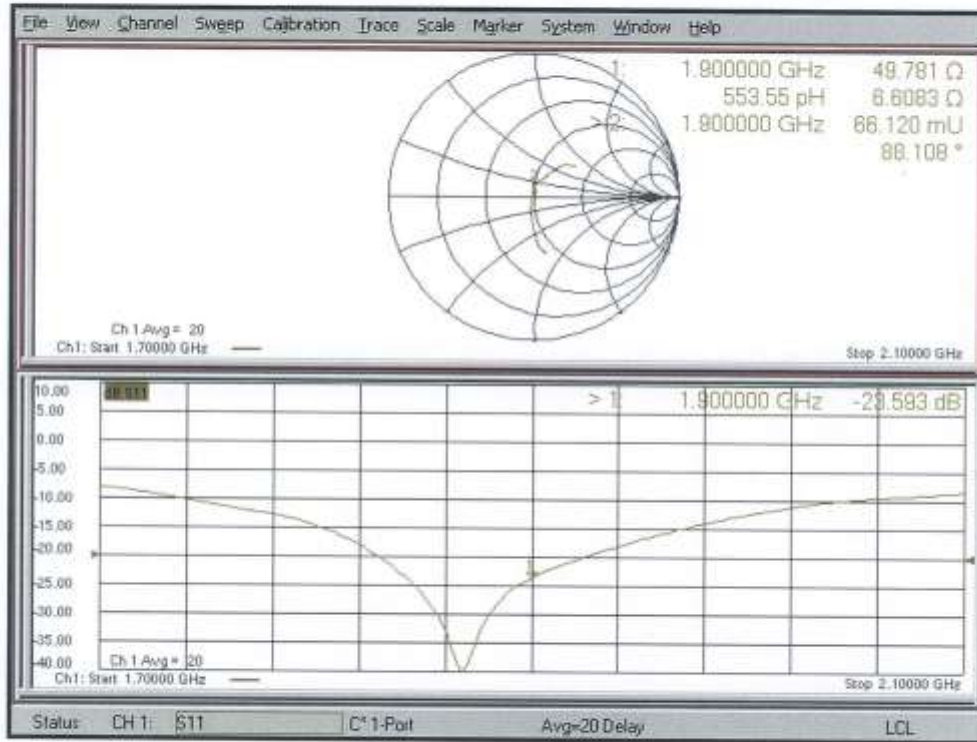 File View Channel Sweep Calibration Trace Scale Marker System Window Help
1: 1.900000 GHz 49.781 Ω
553.55 pH 6.6083 Ω
> 2: 1.900000 GHz 66.120 mU
88.108 °
Ch 1 Avg = 20
Ch1: Start 1.70000 GHz
Stop 2.10000 GHz
10.00
5.00
0.00
-5.00
-10.00
-15.00
-20.00
-25.00
-30.00
-35.00
-40.00
> 1: 1.900000 GHz -23.593 dB
Ch 1 Avg = 20
Ch1: Start 1.70000 GHz
Stop 2.10000 GHz
Status CH 1: S11 C* 1-Port Avg=20 Delay LCL